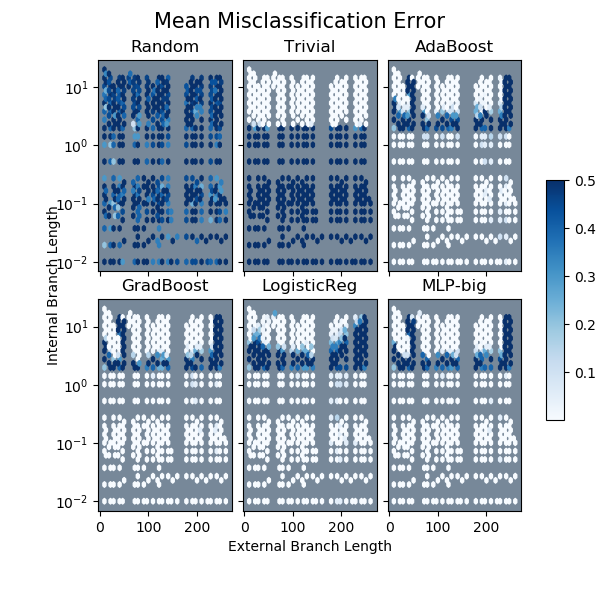 Mean Misclassification Error
Random Trivial AdaBoost
10^1
10^0
10^−1
10^−2
GradBoost LogisticReg MLP-big
10^1
10^0
10^−1
10^−2
0 100 200 0 100 200 0 100 200
Internal Branch Length
External Branch Length
0.5
0.4
0.3
0.2
0.1